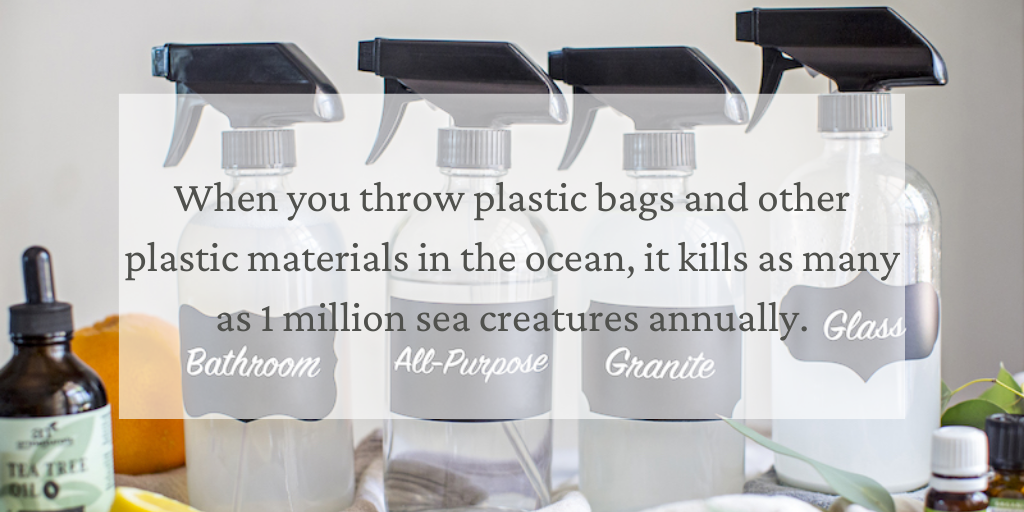 When you throw plastic bags and other
plastic materials in the ocean, it kills as many
as 1 million sea creatures annually.
Bathroom
All-Purpose
Granite
Glass
TEA TREE
OIL